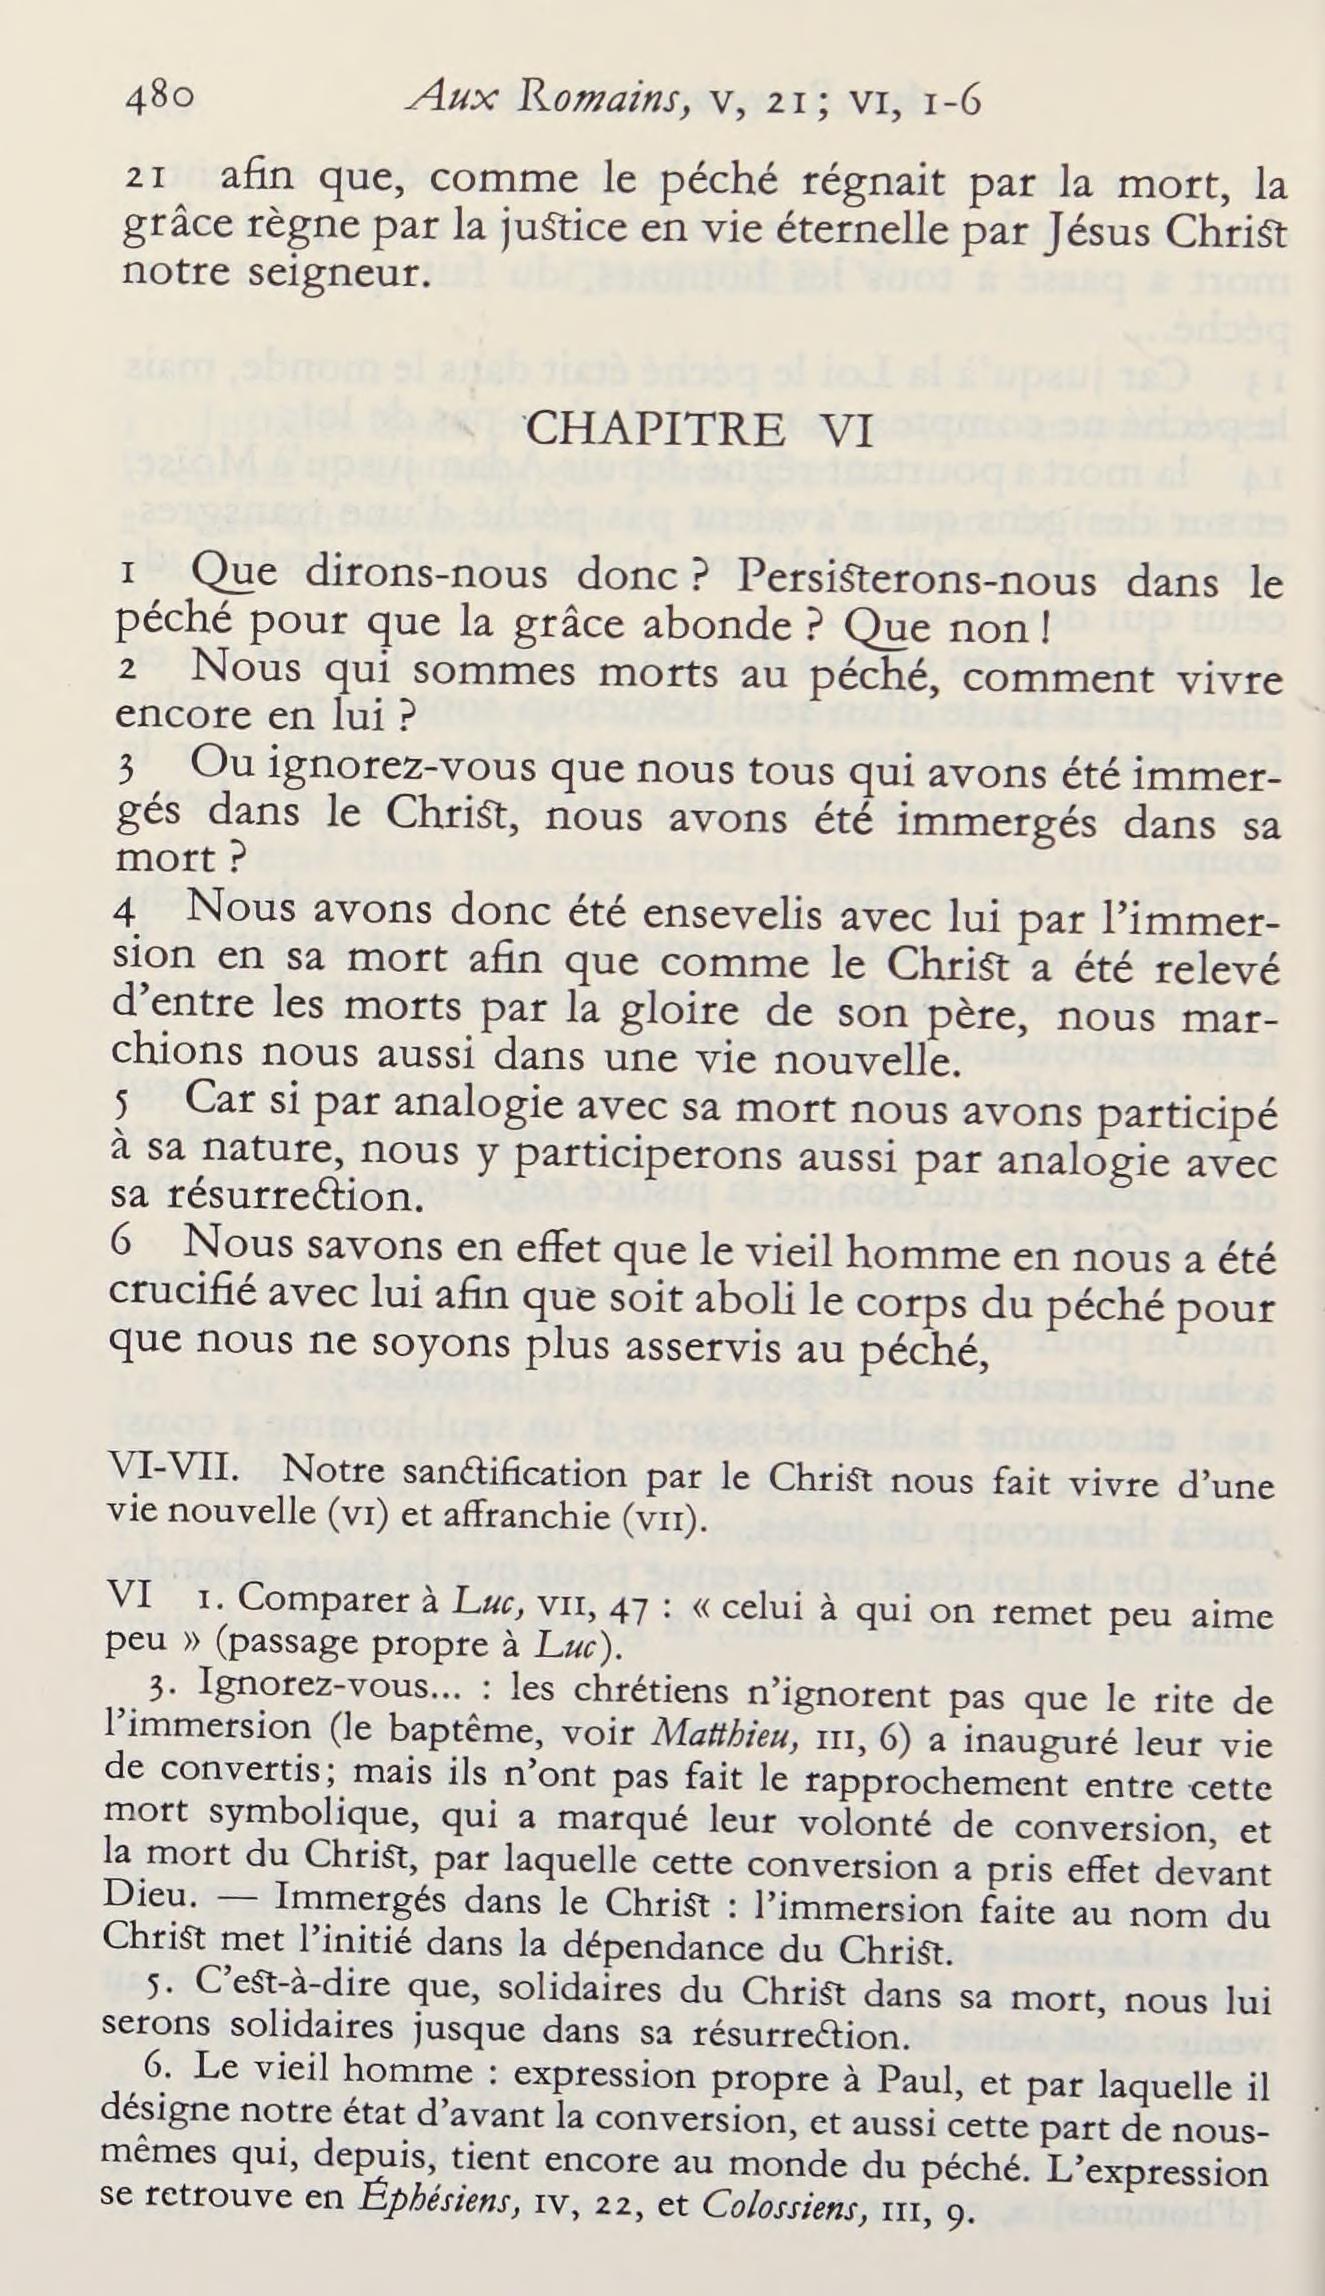 480 Aux Romains, V, 21 ; VI, 1-6
21 afin que, comme le péché régnait par la mort, la
grâce règne par la justice en vie éternelle par Jésus Christ
notre seigneur.
CHAPITRE VI
1 Que dirons-nous donc ? Persisterons-nous dans le
péché pour que la grâce abonde ? Que non !
2 Nous qui sommes morts au péché, comment vivre
encore en lui ?
3 Ou ignorez-vous que nous tous qui avons été immer-
gés dans le Christ, nous avons été immergés dans sa
mort ?
4 Nous avons donc été ensevelis avec lui par l’immer-
sion en sa mort afin que comme le Christ a été relevé
d’entre les morts par la gloire de son père, nous mar-
chions nous aussi dans une vie nouvelle.
5 Car si par analogie avec sa mort nous avons participé
à sa nature, nous y participerons aussi par analogie avec
sa résurrection.
6 Nous savons en effet que le vieil homme en nous a été
crucifié avec lui afin que soit aboli le corps du péché pour
que nous ne soyons plus asservis au péché,
VI-VII. Notre sanctification par le Christ nous fait vivre d’une
vie nouvelle (VI) et affranchie (VII).
VI 1. Comparer à Luc, VII, 47 : « celui à qui on remet peu aime
peu » (passage propre à Luc).
3. Ignorez-vous... : les chrétiens n’ignorent pas que le rite de
l’immersion (le baptême, voir Matthieu, III, 6) a inauguré leur vie
de convertis; mais ils n’ont pas fait le rapprochement entre cette
mort symbolique, qui a marqué leur volonté de conversion, et
la mort du Christ, par laquelle cette conversion a pris effet devant
Dieu. — Immergés dans le Christ : l’immersion faite au nom du
Christ met l’initié dans la dépendance du Christ.
5. C’est-à-dire que, solidaires du Christ dans sa mort, nous lui
serons solidaires jusque dans sa résurrection.
6. Le vieil homme : expression propre à Paul, et par laquelle il
désigne notre état d’avant la conversion, et aussi cette part de nous-
mêmes qui, depuis, tient encore au monde du péché. L’expression
se retrouve en Éphésiens, IV, 22, et Colossiens, III, 9.